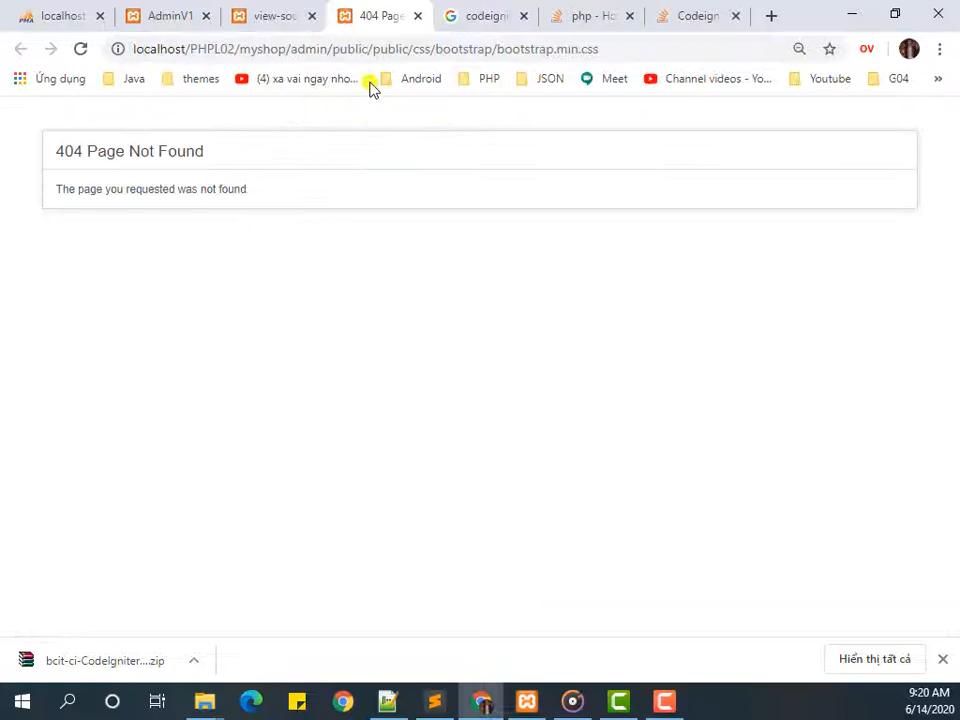 localhost
AdminV1
view-sou
404 Page
codeigni
php - Ho
Codeign
localhost/PHPL02/myshop/admin/public/public/css/bootstrap/bootstrap.min.css
OV
Ứng dụng
Java
themes
(4) xa vai ngay nho...
Android
PHP
JSON
Meet
Channel videos - Yo...
Youtube
G04
»
404 Page Not Found
The page you requested was not found
bcit-ci-CodeIgniter....zip
Hiển thị tất cả
9:20 AM
6/14/2020